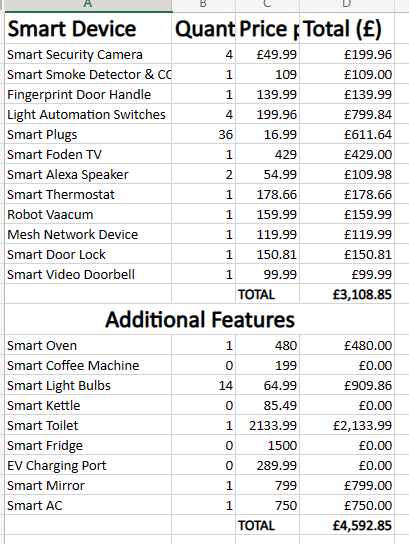 A B C D
Smart Device Quant Price Total (£)
Smart Security Camera 4 £49.99 £199.96
Smart Smoke Detector & CC 1 109 £109.00
Fingerprint Door Handle 1 139.99 £139.99
Light Automation Switches 4 199.96 £799.84
Smart Plugs 36 16.99 £611.64
Smart Foden TV 1 429 £429.00
Smart Alexa Speaker 2 54.99 £109.98
Smart Thermostat 1 178.66 £178.66
Robot Vaacum 1 159.99 £159.99
Mesh Network Device 1 119.99 £119.99
Smart Door Lock 1 150.81 £150.81
Smart Video Doorbell 1 99.99 £99.99
TOTAL £3,108.85
Additional Features
Smart Oven 1 480 £480.00
Smart Coffee Machine 0 199 £0.00
Smart Light Bulbs 14 64.99 £909.86
Smart Kettle 0 85.49 £0.00
Smart Toilet 1 2133.99 £2,133.99
Smart Fridge 0 1500 £0.00
EV Charging Port 0 289.99 £0.00
Smart Mirror 1 799 £799.00
Smart AC 1 750 £750.00
TOTAL £4,592.85